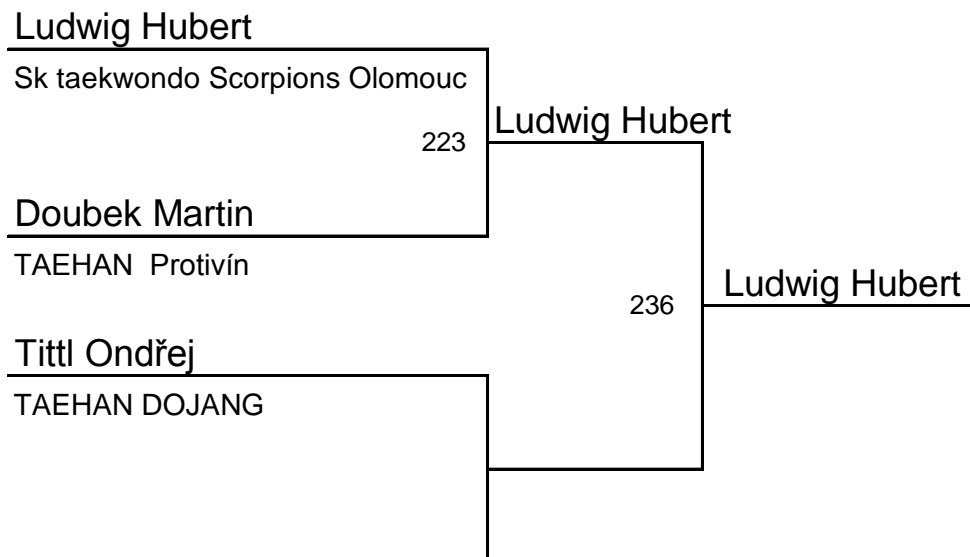 Ludwig Hubert
Sk taekwondo Scorpions Olomouc
Ludwig Hubert
223
Doubek Martin
TAEHAN  Protivín
Ludwig Hubert
236
Tittl Ondřej
TAEHAN DOJANG